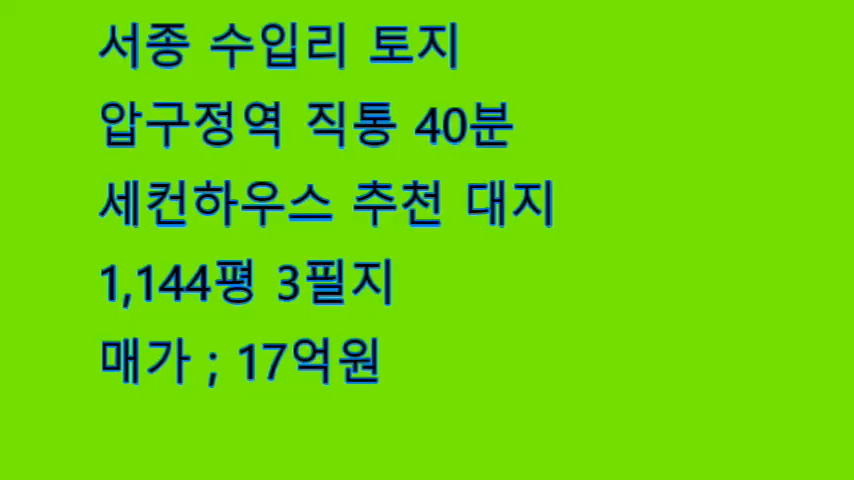 서종 수입리 토지
압구정역 직통 40분
세컨하우스 추천 대지
1,144평 3필지
매가 ; 17억원